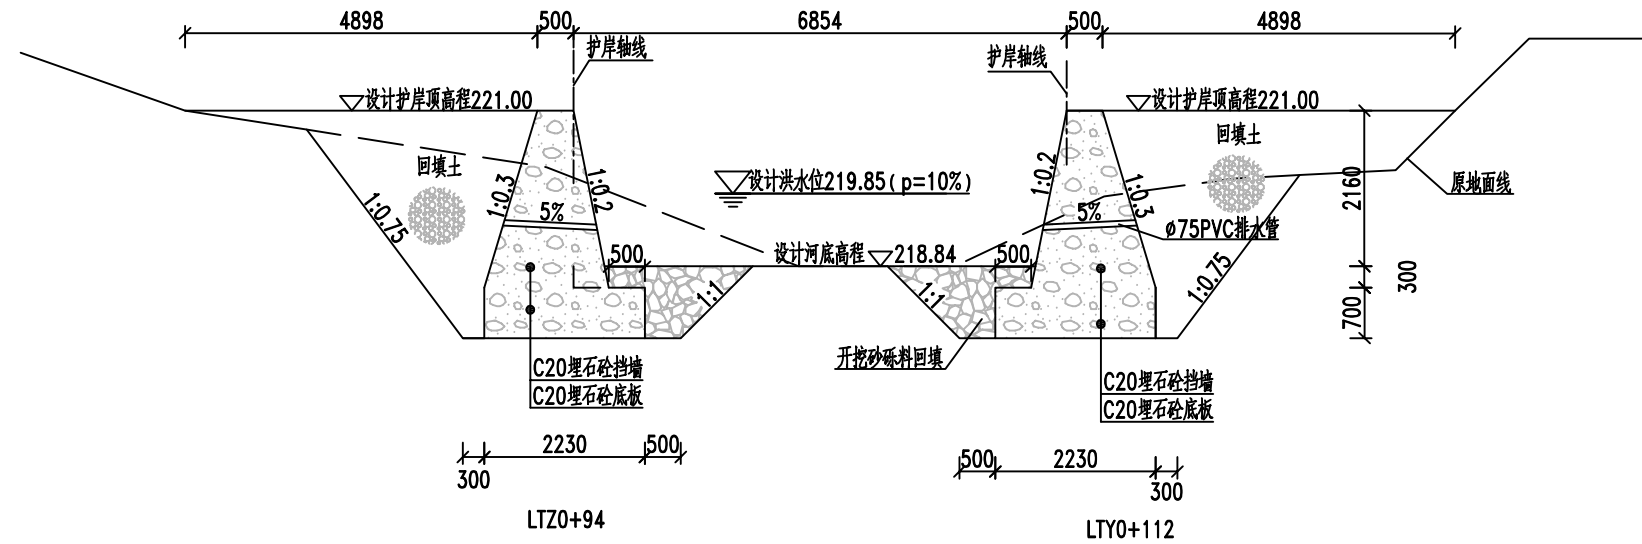 4898 500 6854 500 4898
护岸轴线 护岸轴线
设计护岸顶高程221.00 设计护岸顶高程221.00
回填土 回填土
1:0.75 1:0.3 1:0.2 1:0.2 1:0.3 1:0.75
设计洪水位219.85(p=10%)
原地面线
5% 5%
ø75PVC排水管
2160
500 设计河底高程 218.84 500
300
1:1 1:1
700
开挖砂砾料回填
C20埋石砼挡墙
C20埋石砼底板
C20埋石砼挡墙
C20埋石砼底板
300 2230 500
500 2230 300
LTZ0+94
LTY0+112